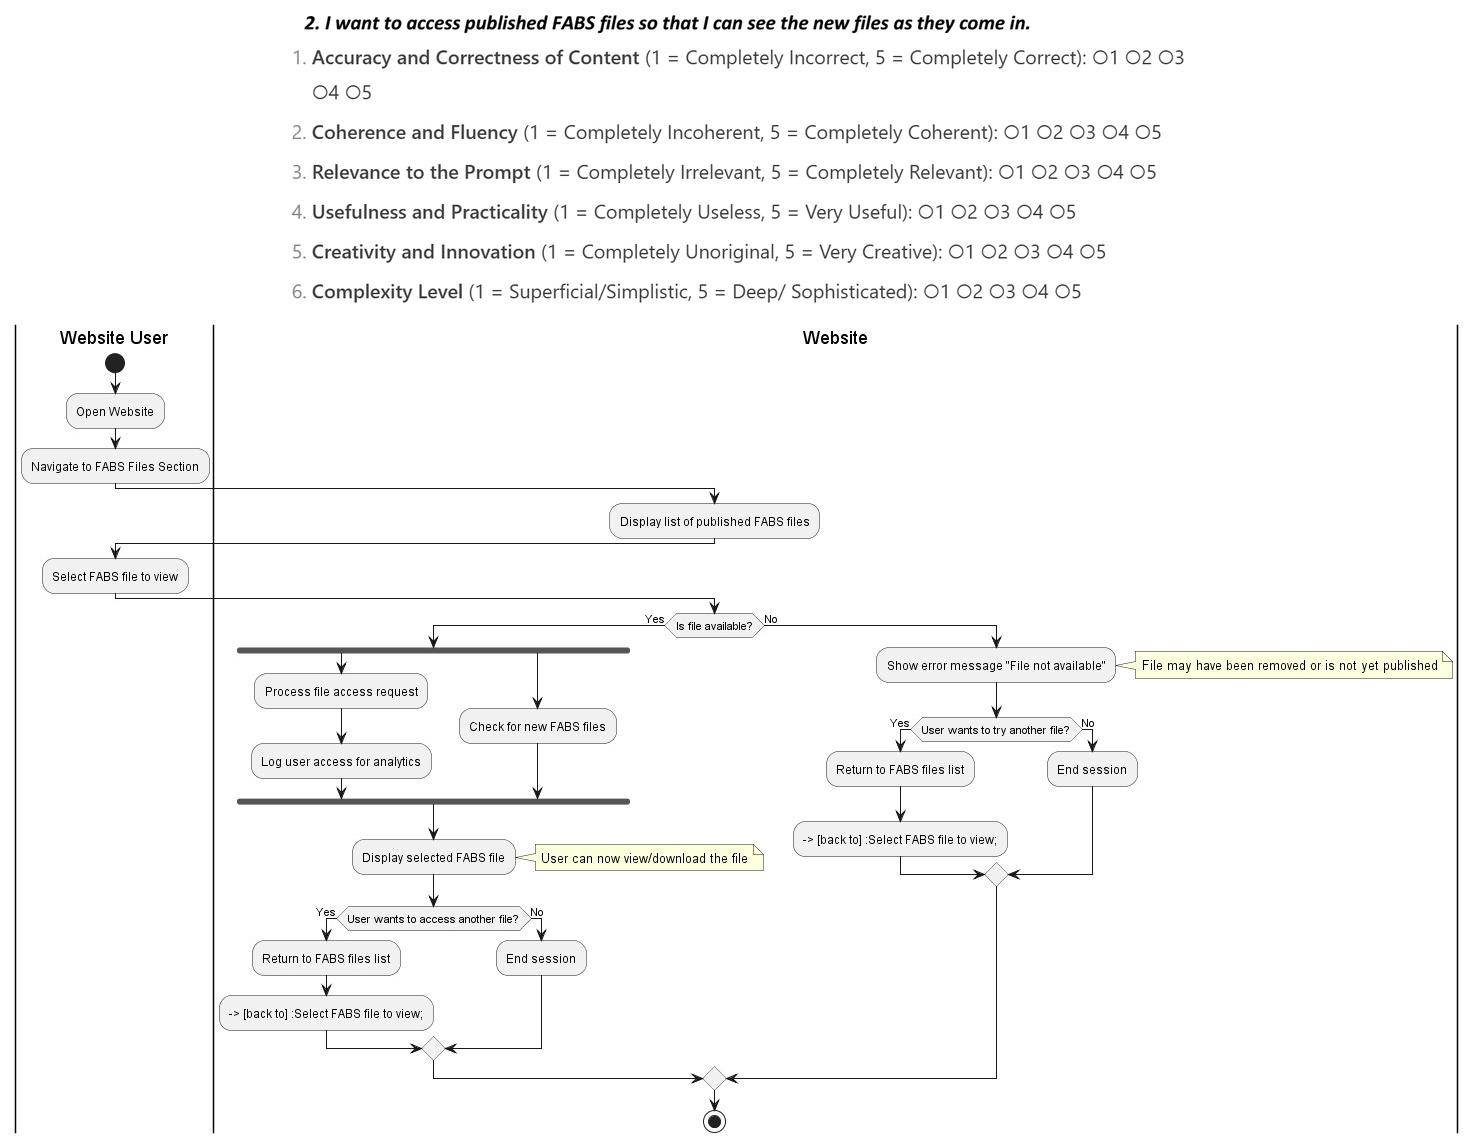 2. I want to access published FABS files so that I can see the new files as they come in.
1. Accuracy and Correctness of Content (1 = Completely Incorrect, 5 = Completely Correct): ○1 ○2 ○3
○4 ○5
2. Coherence and Fluency (1 = Completely Incoherent, 5 = Completely Coherent): ○1 ○2 ○3 ○4 ○5
3. Relevance to the Prompt (1 = Completely Irrelevant, 5 = Completely Relevant): ○1 ○2 ○3 ○4 ○5
4. Usefulness and Practicality (1 = Completely Useless, 5 = Very Useful): ○1 ○2 ○3 ○4 ○5
5. Creativity and Innovation (1 = Completely Unoriginal, 5 = Very Creative): ○1 ○2 ○3 ○4 ○5
6. Complexity Level (1 = Superficial/Simplistic, 5 = Deep/ Sophisticated): ○1 ○2 ○3 ○4 ○5
Website User
Website
Open Website
Navigate to FABS Files Section
Display list of published FABS files
Select FABS file to view
Yes
Is file available?
No
Process file access request
Log user access for analytics
Check for new FABS files
Display selected FABS file
User can now view/download the file
Yes
User wants to access another file?
No
Return to FABS files list
End session
-> [back to] :Select FABS file to view;
Show error message "File not available"
File may have been removed or is not yet published
Yes
User wants to try another file?
No
Return to FABS files list
End session
-> [back to] :Select FABS file to view;